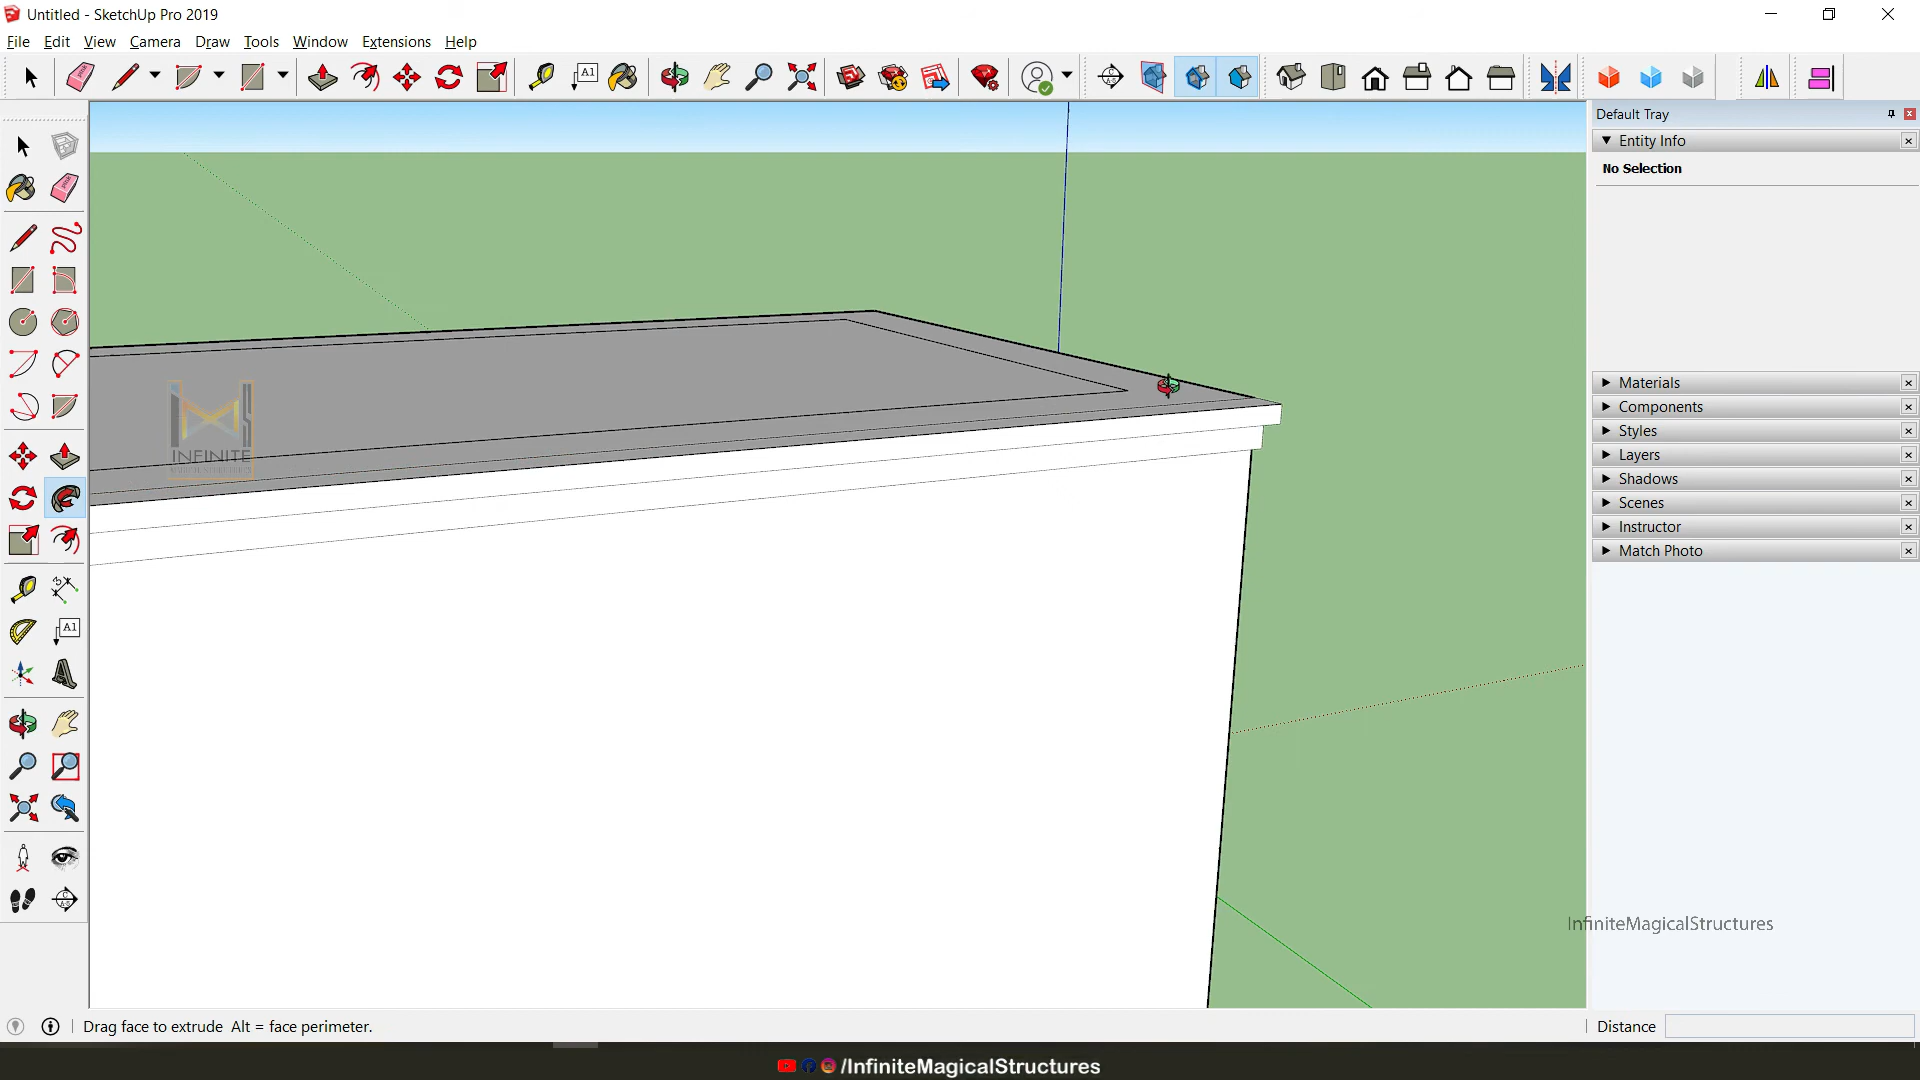 Untitled - SketchUp Pro 2019
File Edit View Camera Draw Tools Window Extensions Help
Default Tray
Entity Info
No Selection
Materials
Components
Styles
Layers
Shadows
Scenes
Instructor
Match Photo
INFINITE
InfiniteMagicalStructures
Drag face to extrude Alt = face perimeter.
Distance
/InfiniteMagicalStructures